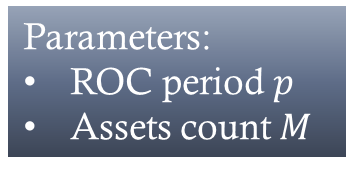 Parameters:
• ROC period p
• Assets count M